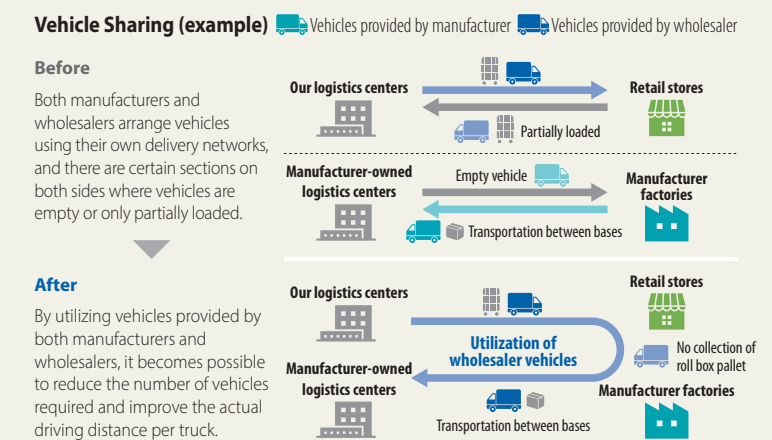 Vehicle Sharing (example) Vehicles provided by manufacturer Vehicles provided by wholesaler
Before
Both manufacturers and
wholesalers arrange vehicles
using their own delivery networks,
and there are certain sections on
both sides where vehicles are
empty or only partially loaded.
Our logistics centers
Retail stores
Partially loaded
Manufacturer-owned
logistics centers
Empty vehicle
Manufacturer
factories
Transportation between bases
After
By utilizing vehicles provided by
both manufacturers and
wholesalers, it becomes possible
to reduce the number of vehicles
required and improve the actual
driving distance per truck.
Our logistics centers
Retail stores
Utilization of
wholesaler vehicles
No collection of
roll box pallet
Manufacturer-owned
logistics centers
Manufacturer factories
Transportation between bases